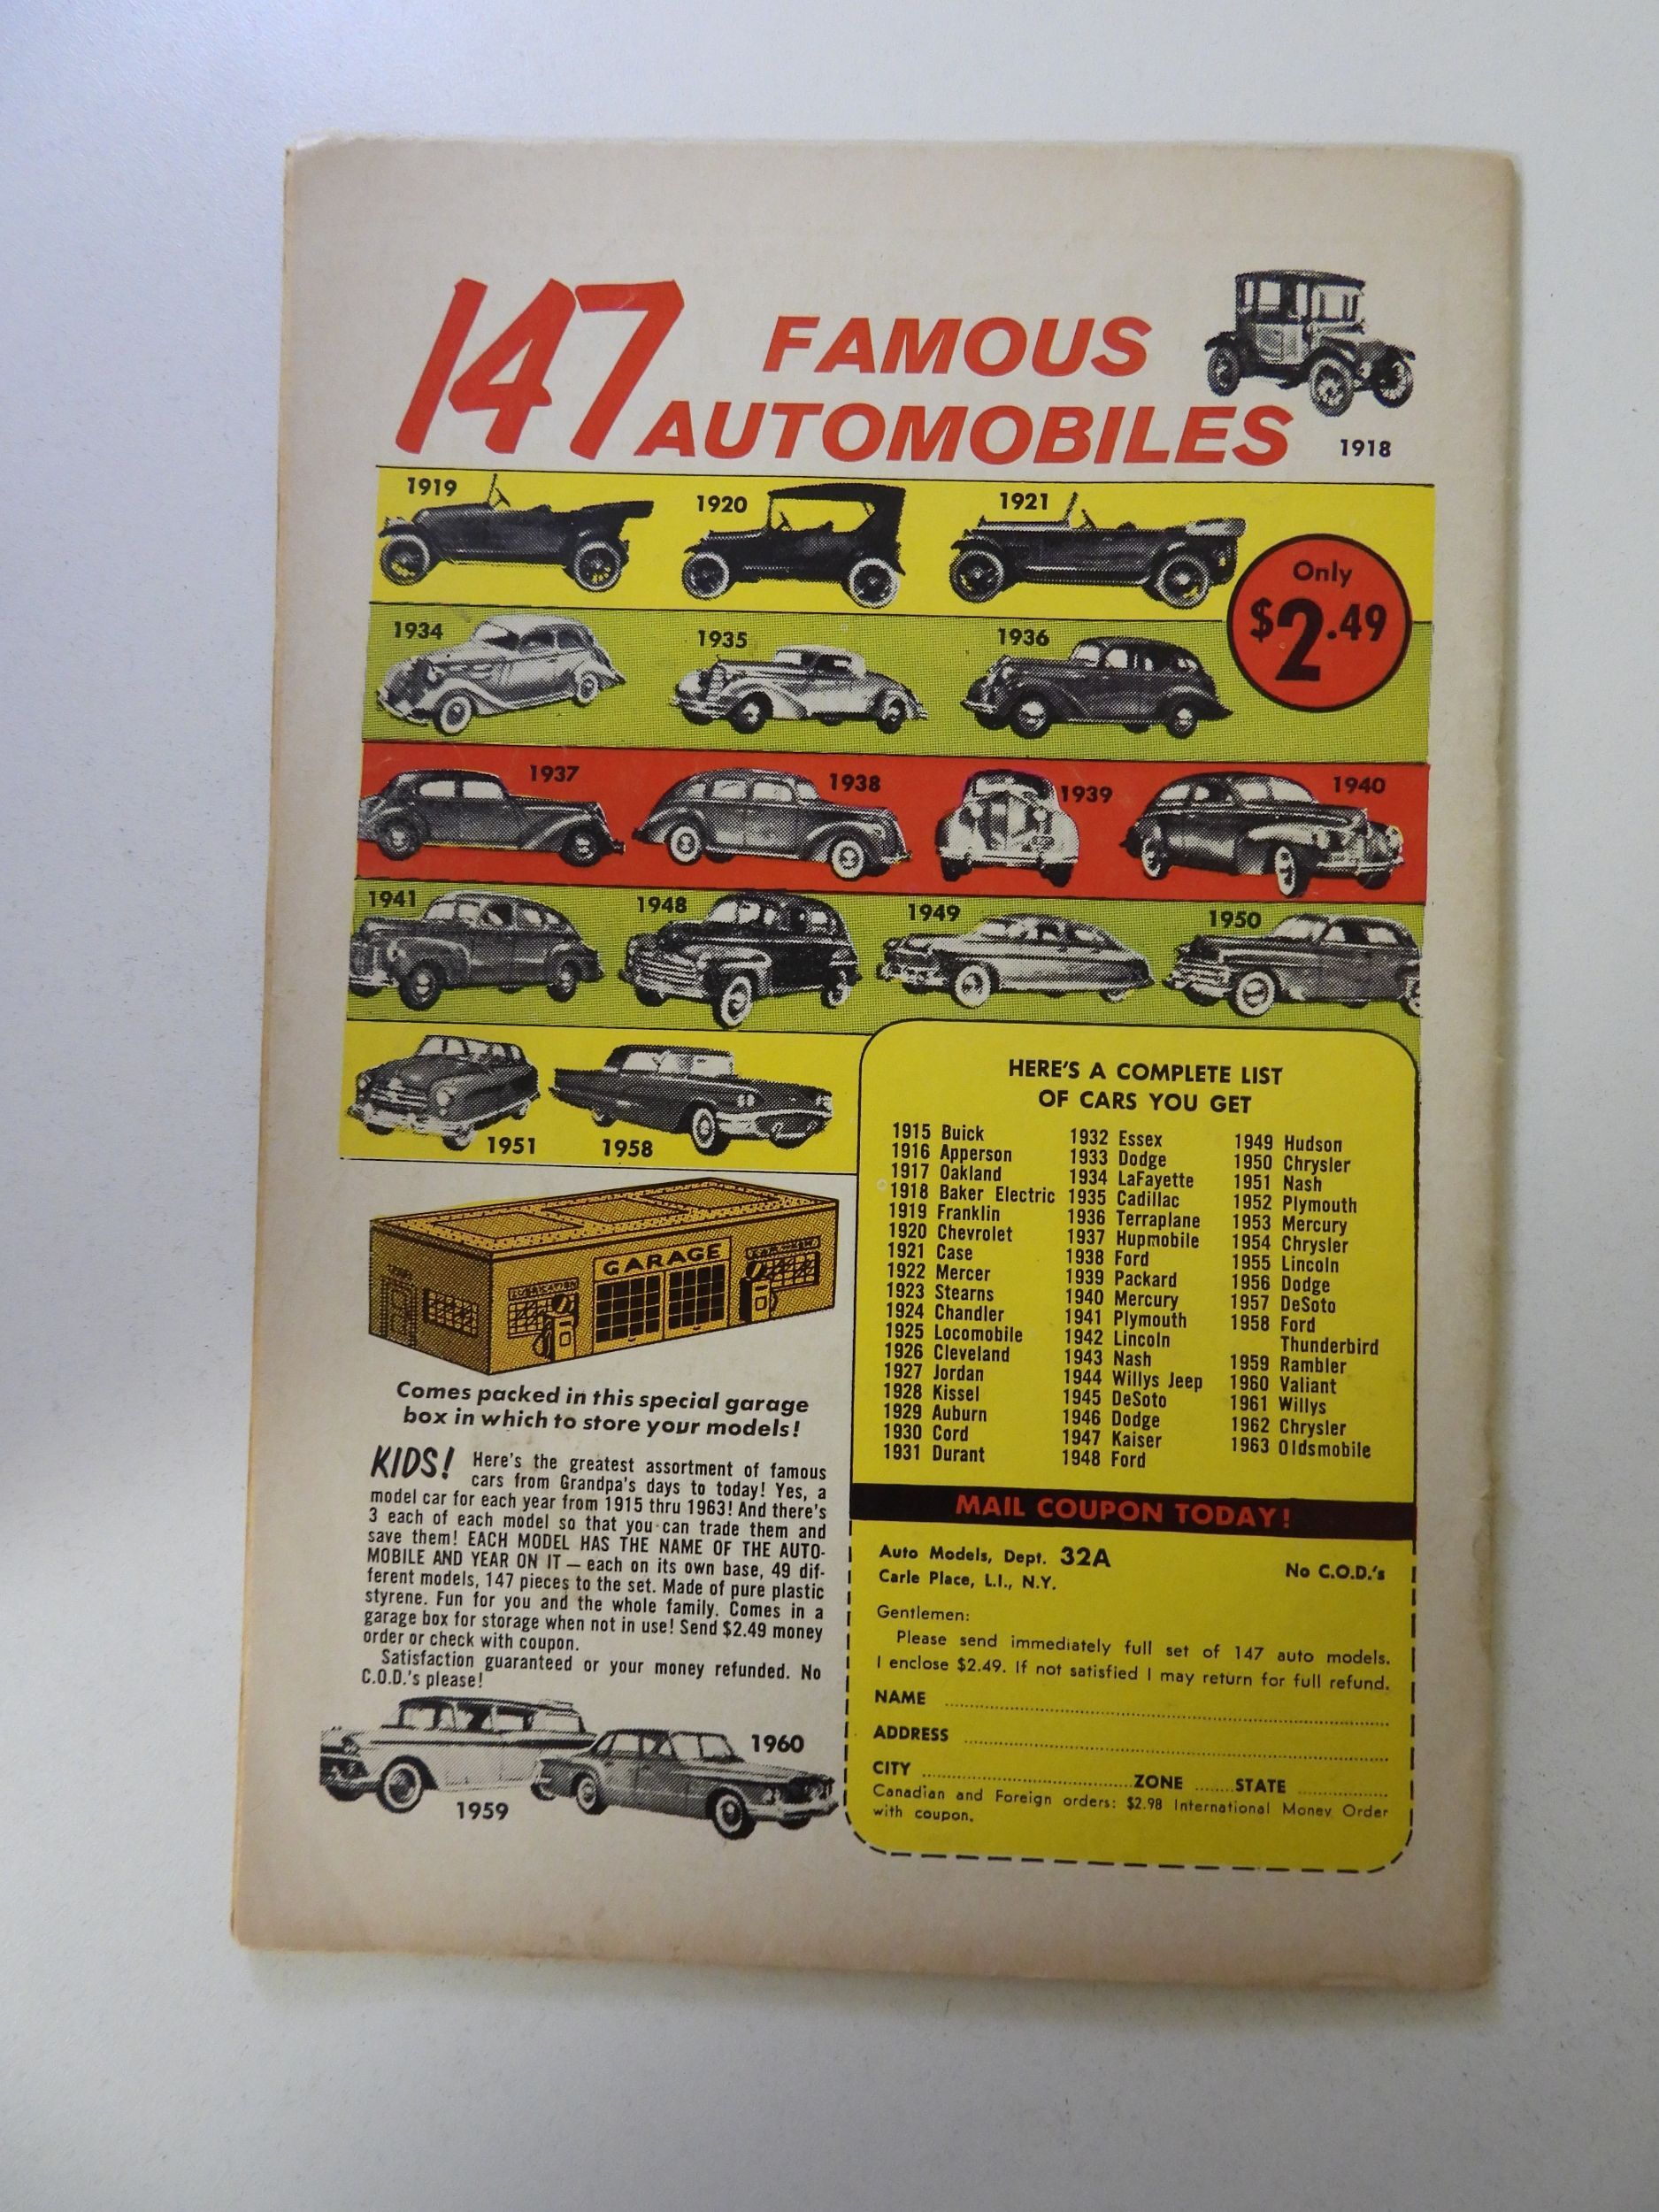 147 FAMOUS
AUTOMOBILES
1918
1919
1920
1921
Only
$2.49
1934
1935
1936
1937
1938
1939
1940
1941
1948
1949
1950
1951
1958
HERE'S A COMPLETE LIST
OF CARS YOU GET
1915 Buick
1916 Apperson
1917 Oakland
1918 Baker Electric
1919 Franklin
1920 Chevrolet
1921 Case
1922 Mercer
1923 Stearns
1924 Chandler
1925 Locomobile
1926 Cleveland
1927 Jordan
1928 Kissel
1929 Auburn
1930 Cord
1931 Durant
1932 Essex
1933 Dodge
1934 LaFayette
1935 Cadillac
1936 Terraplane
1937 Hupmobile
1938 Ford
1939 Packard
1940 Mercury
1941 Plymouth
1942 Lincoln
1943 Nash
1944 Willys Jeep
1945 DeSoto
1946 Dodge
1947 Kaiser
1948 Ford
1949 Hudson
1950 Chrysler
1951 Nash
1952 Plymouth
1953 Mercury
1954 Chrysler
1955 Lincoln
1956 Dodge
1957 DeSoto
1958 Ford
Thunderbird
1959 Rambler
1960 Valiant
1961 Willys
1962 Chrysler
1963 Oldsmobile
LUBRICATION
GARAGE
Comes packed in this special garage
box in which to store your models!
KIDS! Here's the greatest assortment of famous
cars from Grandpa's days to today! Yes, a
model car for each year from 1915 thru 1963! And there's
3 each of each model so that you can trade them and
save them! EACH MODEL HAS THE NAME OF THE AUTO-
MOBILE AND YEAR ON IT — each on its own base, 49 dif-
ferent models, 147 pieces to the set. Made of pure plastic
styrene. Fun for you and the whole family. Comes in a
garage box for storage when not in use! Send $2.49 money
order or check with coupon.
Satisfaction guaranteed or your money refunded. No
C.O.D.'s please!
1959
1960
MAIL COUPON TODAY!
Auto Models, Dept. 32A
Carle Place, L.I., N.Y.
No C.O.D.'s
Gentlemen:
Please send immediately full set of 147 auto models.
I enclose $2.49. If not satisfied I may return for full refund.
NAME
ADDRESS
CITY ZONE STATE
Canadian and Foreign orders: $2.98 International Money Order
with coupon.